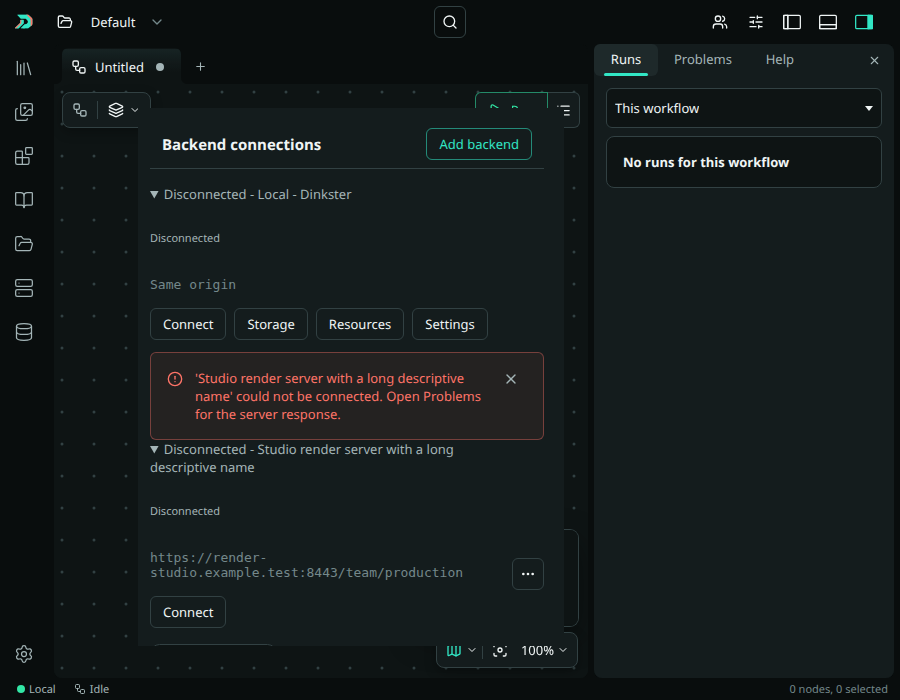 Default
Untitled
Runs
Problems
Help
This workflow
No runs for this workflow
Backend connections
Add backend
Disconnected - Local - Dinkster
Disconnected
Same origin
Connect
Storage
Resources
Settings
'Studio render server with a long descriptive
name' could not be connected. Open Problems
for the server response.
Disconnected - Studio render server with a long
descriptive name
Disconnected
https://render-
studio.example.test:8443/team/production
Connect
100%
Local
Idle
0 nodes, 0 selected